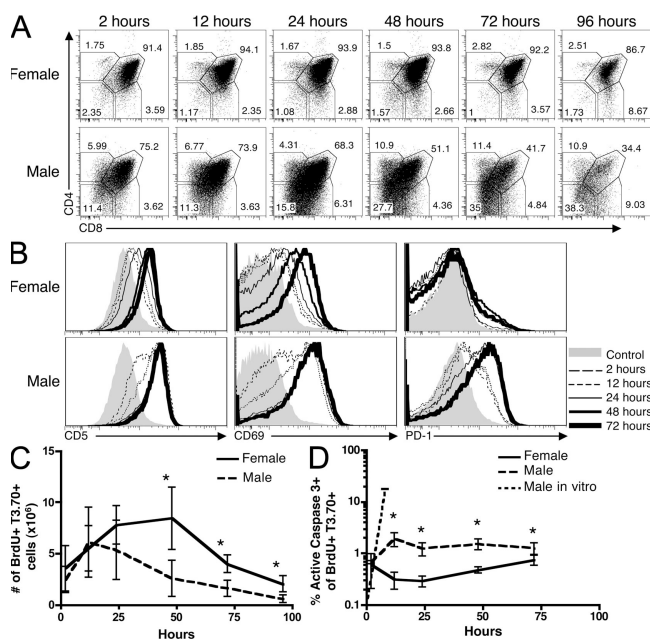 A
2 hours 12 hours 24 hours 48 hours 72 hours 96 hours
Female
1.75 91.4 1.85 94.1 1.67 93.9 1.5 93.8 2.82 92.2 2.51 86.7
2.35 3.59 1.17 2.35 1.08 2.88 1.57 2.66 1 3.57 1.73 8.67
Male
5.99 75.2 6.77 73.9 4.31 68.3 10.9 51.1 11.4 41.7 10.9 34.4
11.4 3.62 11.3 3.63 15.8 6.31 27.7 4.36 35 4.84 38.3 9.03
CD4
CD8
B
Female
Male
CD5 CD69 PD-1
Control
2 hours
12 hours
24 hours
48 hours
72 hours
C
# of BrdU+ T3.70+
cells (x10⁶)
15
10
5
0
Female
Male
* * *
0 25 50 75 100
Hours
D
% Active Caspase 3+
of BrdU+ T3.70+
100
10
1
0.1
Female
Male
Male in vitro
* * * *
0 25 50 75 100
Hours